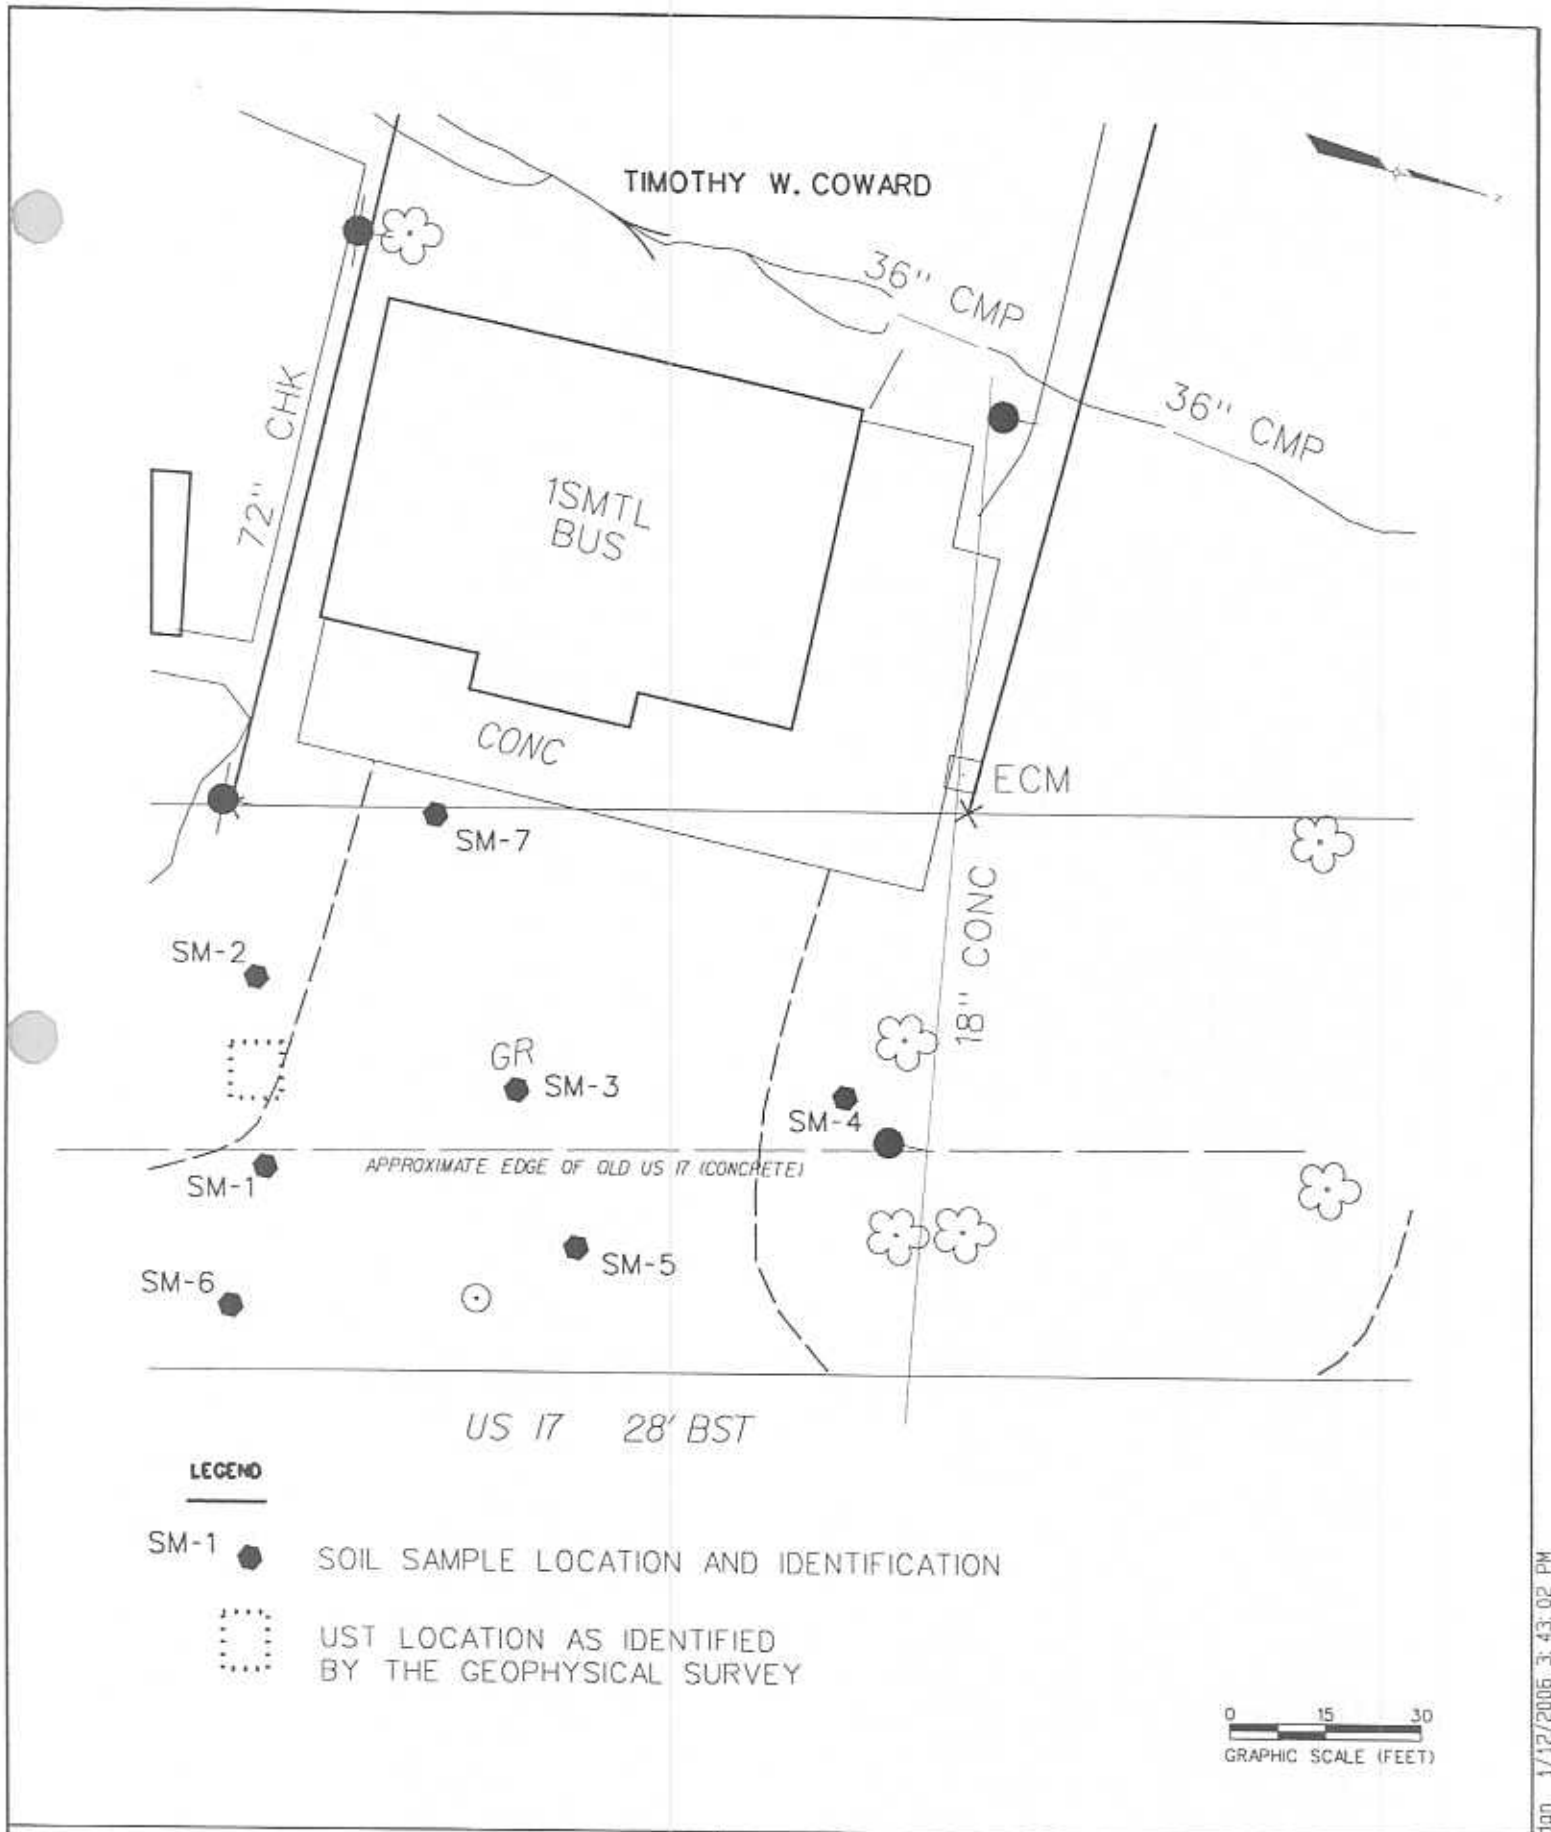 TIMOTHY W. COWARD
N
36" CMP
36" CMP
72" CHK
1SMTL
BUS
CONC
ECM
SM-7
18" CONC
SM-2
GR
SM-3
SM-4
APPROXIMATE EDGE OF OLD US 17 (CONCRETE)
SM-1
SM-5
SM-6
US 17 28' BST
LEGEND
SM-1
SOIL SAMPLE LOCATION AND IDENTIFICATION
UST LOCATION AS IDENTIFIED
BY THE GEOPHYSICAL SURVEY
0 15 30
GRAPHIC SCALE (FEET)
1/12/2006 3:43:02 PM